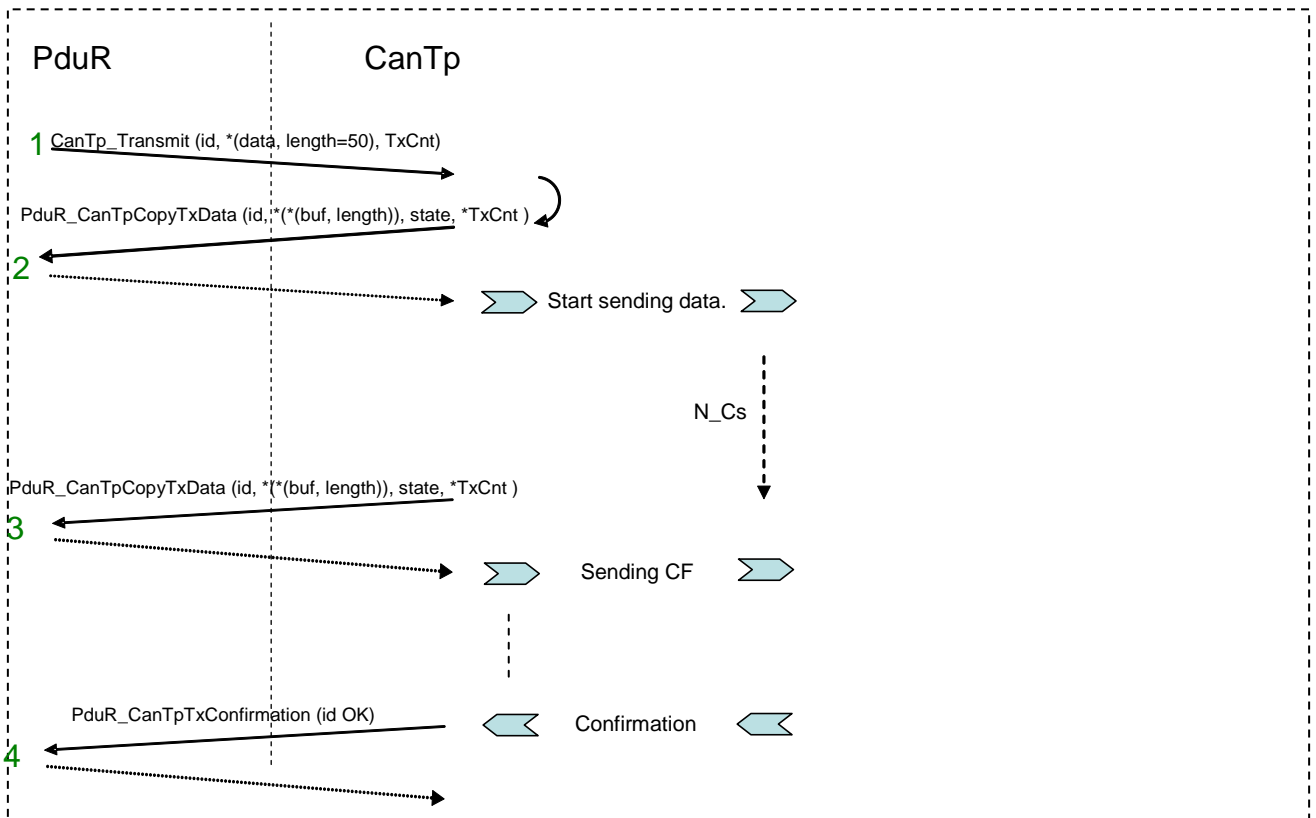 PduR
CanTp
1
CanTp_Transmit (id, *(data, length=50), TxCnt)
PduR_CanTpCopyTxData (id, *(*(buf, length)), state, *TxCnt )
2
Start sending data.
N_Cs
PduR_CanTpCopyTxData (id, *(*(buf, length)), state, *TxCnt )
3
Sending CF
PduR_CanTpTxConfirmation (id OK)
Confirmation
4